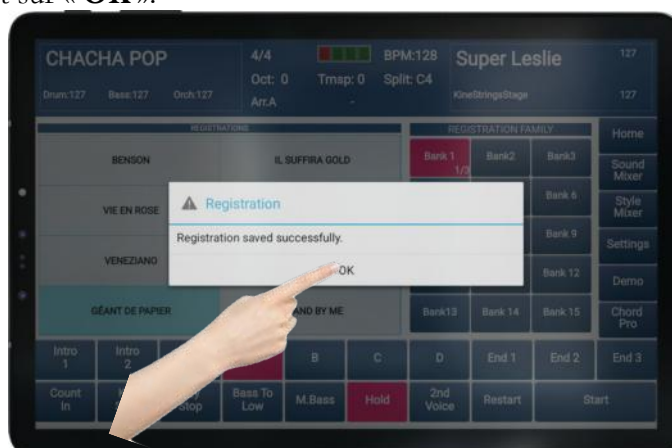 t sur « OK ».
CHACHA POP
4/4
BPM:128
Super Leslie
127
Oct: 0
Trnsp: 0
Split: C4
Drum:127
Bass:127
Orch:127
Arr.A
-
KineStringsStage
127
REGISTRATIONS
REGISTRATION FAMILY
Home
BENSON
IL SUFFIRA GOLD
Bank 1
1/3
Bank2
Bank3
Sound Mixer
VIE EN ROSE
Bank 6
Style Mixer
Registration
Registration saved successfully.
OK
VENEZIANO
Bank 9
Settings
Bank 12
Demo
GÉANT DE PAPIER
AND BY ME
Bank13
Bank 14
Bank 15
Chord Pro
Intro 1
Intro 2
B
C
D
End 1
End 2
End 3
Count In
Stop
Bass To Low
M.Bass
Hold
2nd Voice
Restart
Start